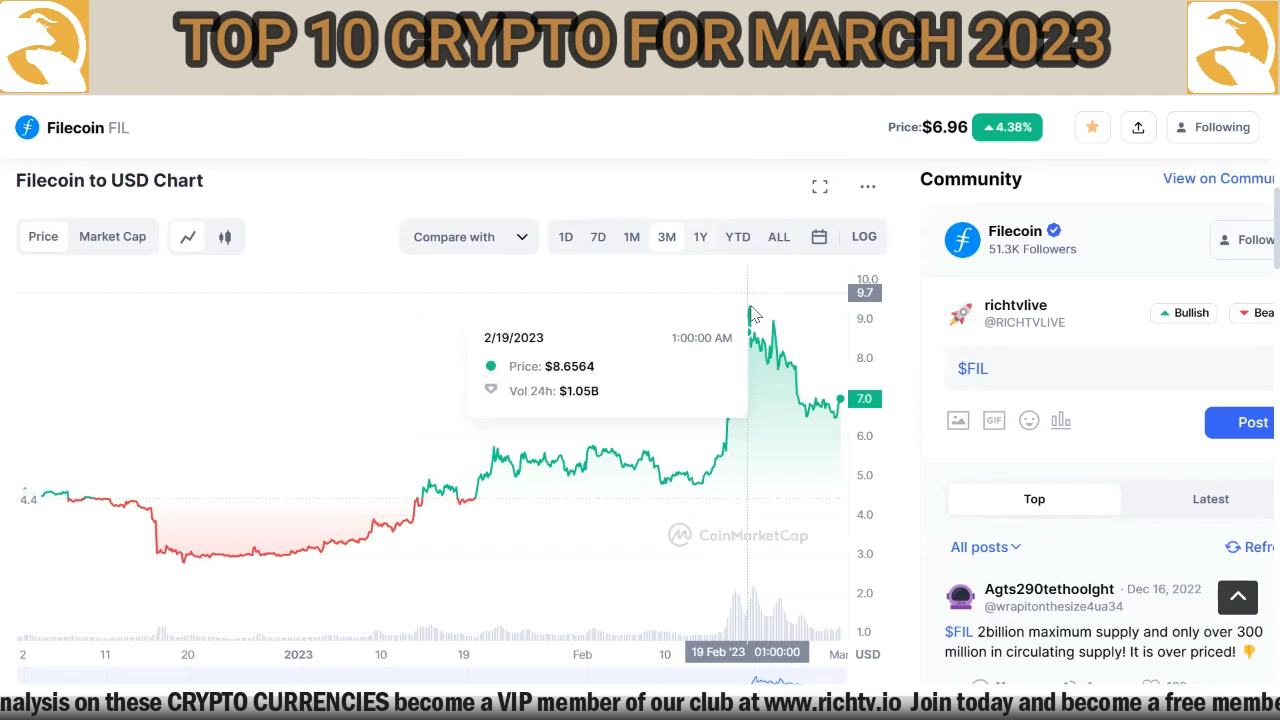 TOP 10 CRYPTO FOR MARCH 2023
Filecoin FIL
Price:$6.96 4.38%
Following
Filecoin to USD Chart
Price Market Cap
Compare with
1D 7D 1M 3M 1Y YTD ALL LOG
10.0
9.7
9.0
8.0
7.0
6.0
5.0
4.0
3.0
2.0
1.0
4.4
2/19/2023 1:00:00 AM
Price: $8.6564
Vol 24h: $1.05B
CoinMarketCap
2 11 20 2023 10 19 Feb 10 19 Feb '23 01:00:00 Mar USD
Community View on Commun
Filecoin
51.3K Followers
Follow
richtvlive
@RICHTVLIVE
Bullish Bea
$FIL
GIF
Post
Top Latest
All posts Refre
Agts290tethoolght · Dec 16, 2022
@wrapitonthesize4ua34
$FIL 2billion maximum supply and only over 300
million in circulating supply! It is over priced! 👎
nalysis on these CRYPTO CURRENCIES become a VIP member of our club at www.richtv.io Join today and become a free membe